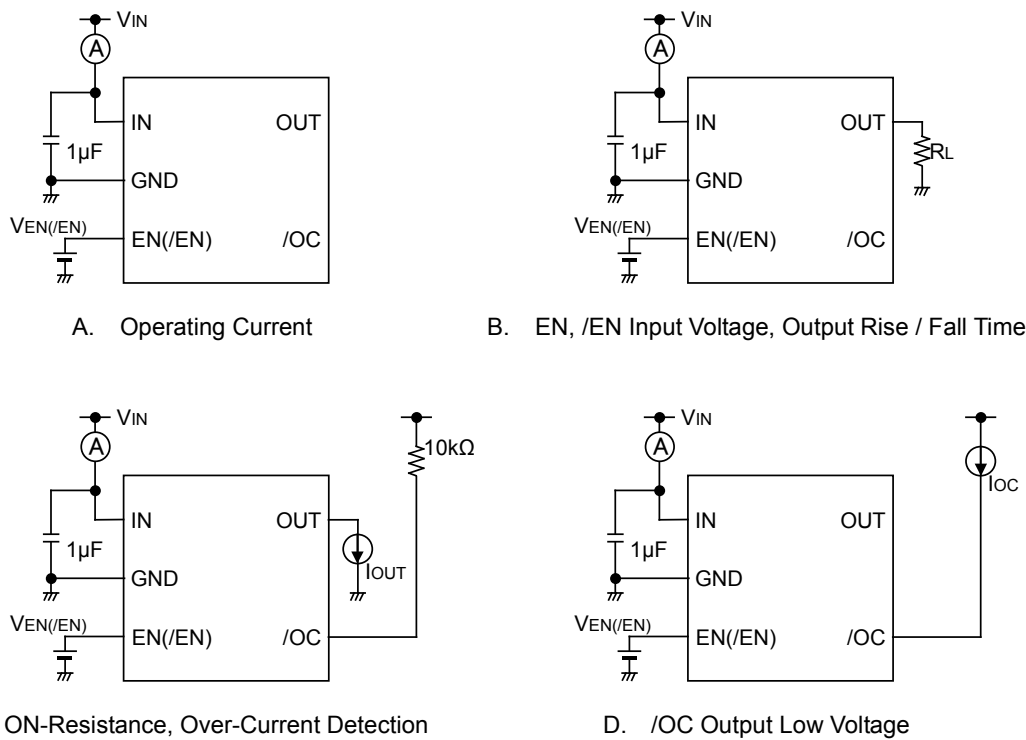 VIN
A
IN OUT
1µF
GND
VEN(/EN)
EN(/EN) /OC
A. Operating Current
VIN
A
IN OUT
1µF
RL
GND
VEN(/EN)
EN(/EN) /OC
B. EN, /EN Input Voltage, Output Rise / Fall Time
VIN
A
10kΩ
IN OUT
1µF
IOUT
GND
VEN(/EN)
EN(/EN) /OC
ON-Resistance, Over-Current Detection
VIN
A
IOC
IN OUT
1µF
GND
VEN(/EN)
EN(/EN) /OC
D. /OC Output Low Voltage